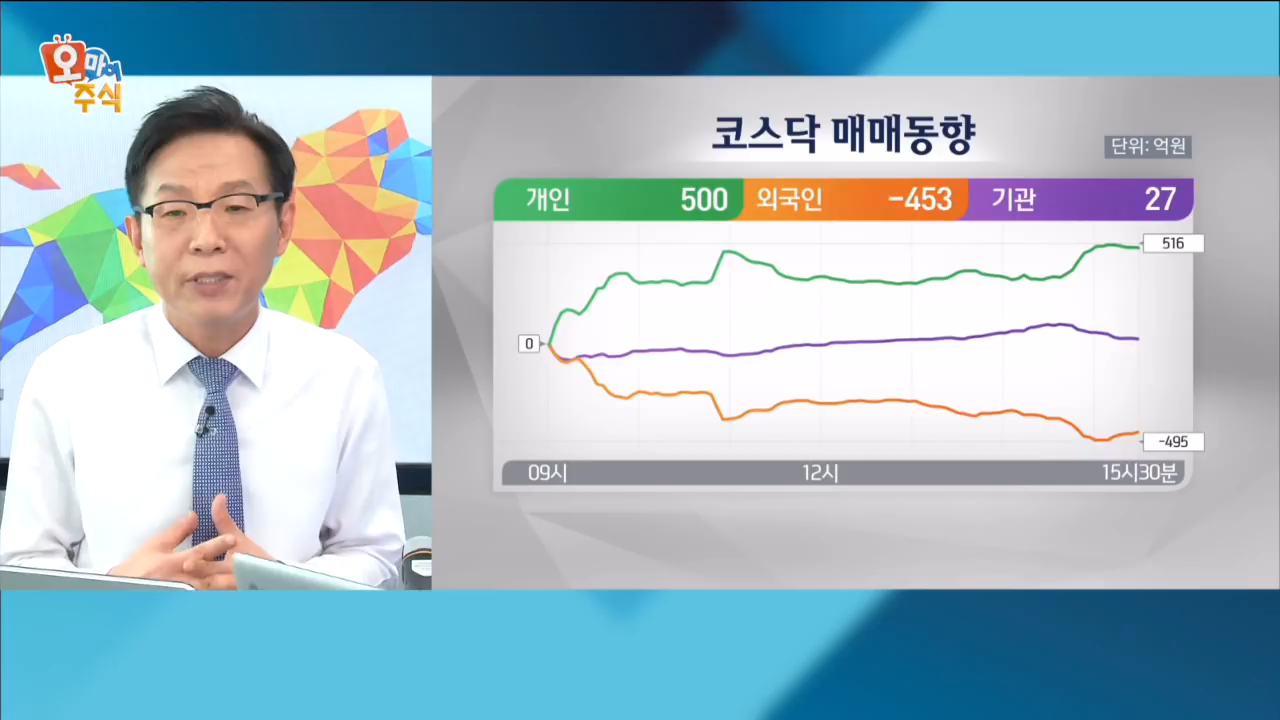 오마이
주식
코스닥 매매동향
단위: 억원
개인 500 외국인 -453 기관 27
516
0
-495
09시 12시 15시30분